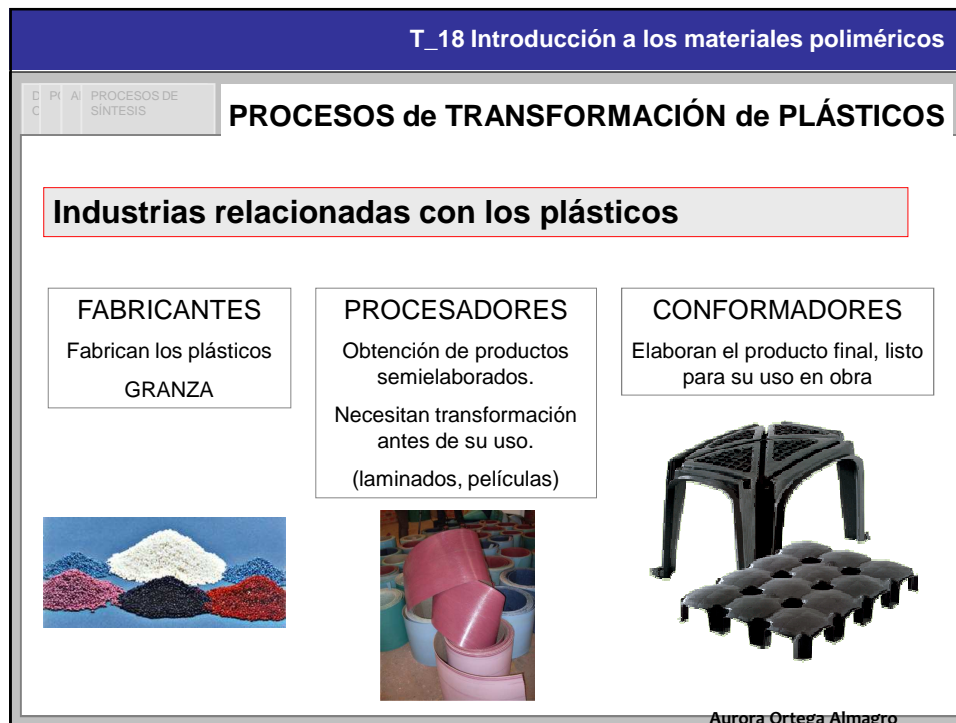 T_18 Introducción a los materiales poliméricos
PROCESOS DE
SÍNTESIS
PROCESOS de TRANSFORMACIÓN de PLÁSTICOS
Industrias relacionadas con los plásticos
FABRICANTES
Fabrican los plásticos
GRANZA
PROCESADORES
Obtención de productos
semielaborados.
Necesitan transformación
antes de su uso.
(laminados, películas)
CONFORMADORES
Elaboran el producto final, listo
para su uso en obra
Aurora Ortega Almagro